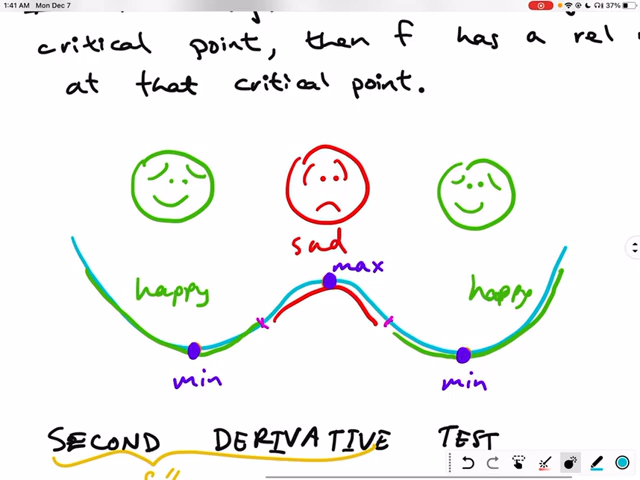 1:41 AM Mon Dec 7
37%
critical point, then f has a rel
at that critical point.
sad
max
happy
happy
min
min
SECOND DERIVATIVE TEST
f"